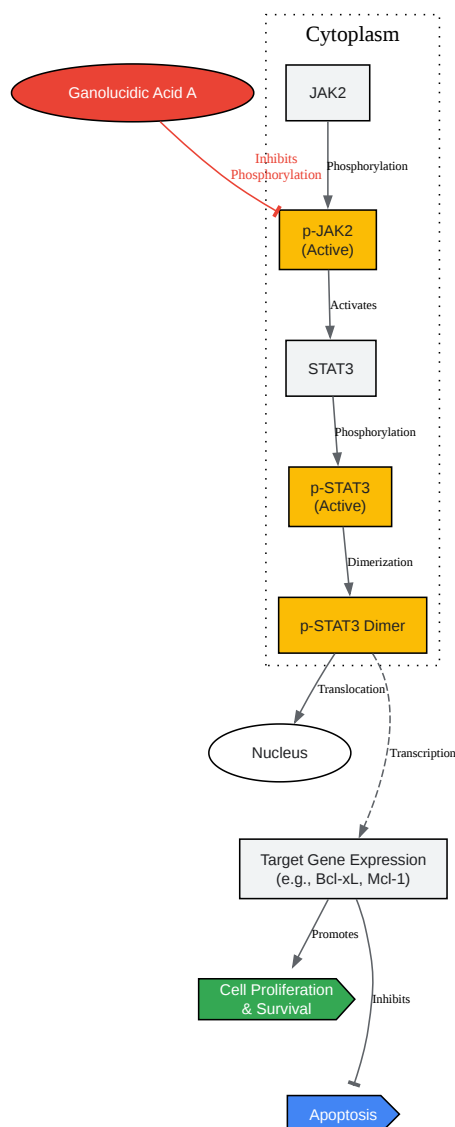 Cytoplasm
Ganolucidic Acid A
JAK2
Inhibits
Phosphorylation
Phosphorylation
p-JAK2
(Active)
Activates
STAT3
Phosphorylation
p-STAT3
(Active)
Dimerization
p-STAT3 Dimer
Translocation
Nucleus
Transcription
Target Gene Expression
(e.g., Bcl-xL, Mcl-1)
Promotes
Cell Proliferation
& Survival
Inhibits
Apoptosis